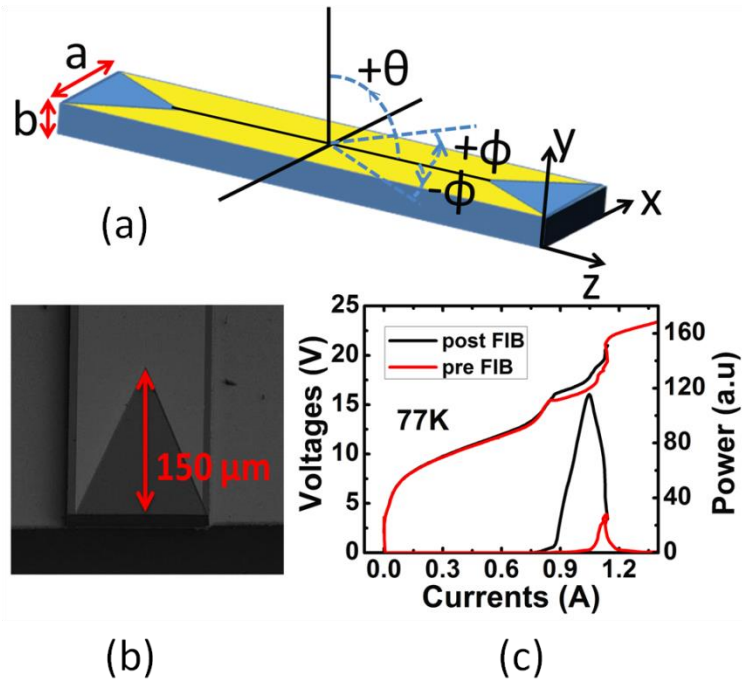 a
b
+θ
+ϕ
-ϕ
y
x
z
(a)
150 μm
(b)
25
20
15
10
5
0
Voltages (V)
post FIB
pre FIB
77K
160
120
80
40
0
Power (a.u)
0.0 0.3 0.6 0.9 1.2
Currents (A)
(c)